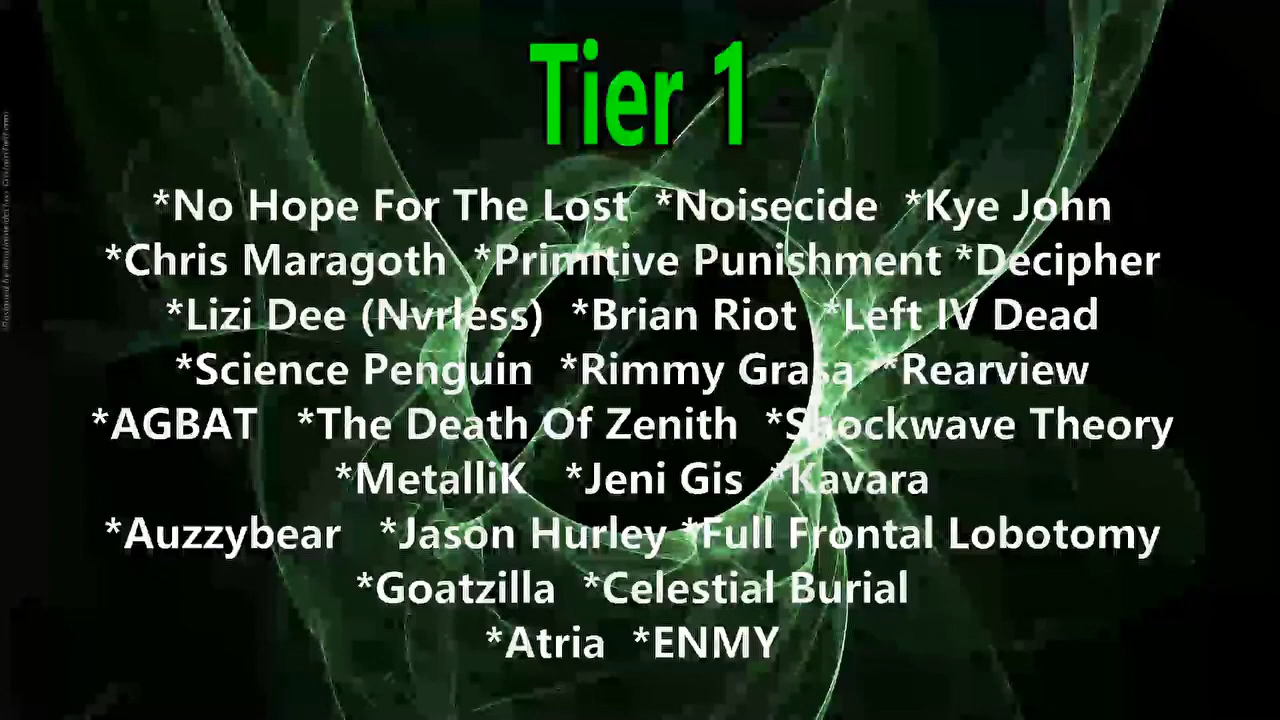 Tier 1
*No Hope For The Lost *Noisecide *Kye John
*Chris Maragoth *Primitive Punishment *Decipher
*Lizi Dee (Nvrless) *Brian Riot *Left IV Dead
*Science Penguin *Rimmy Grasa *Rearview
*AGBAT *The Death Of Zenith *Shockwave Theory
*MetalliK *Jeni Gis *Kavara
*Auzzybear *Jason Hurley *Full Frontal Lobotomy
*Goatzilla *Celestial Burial
*Atria *ENMY